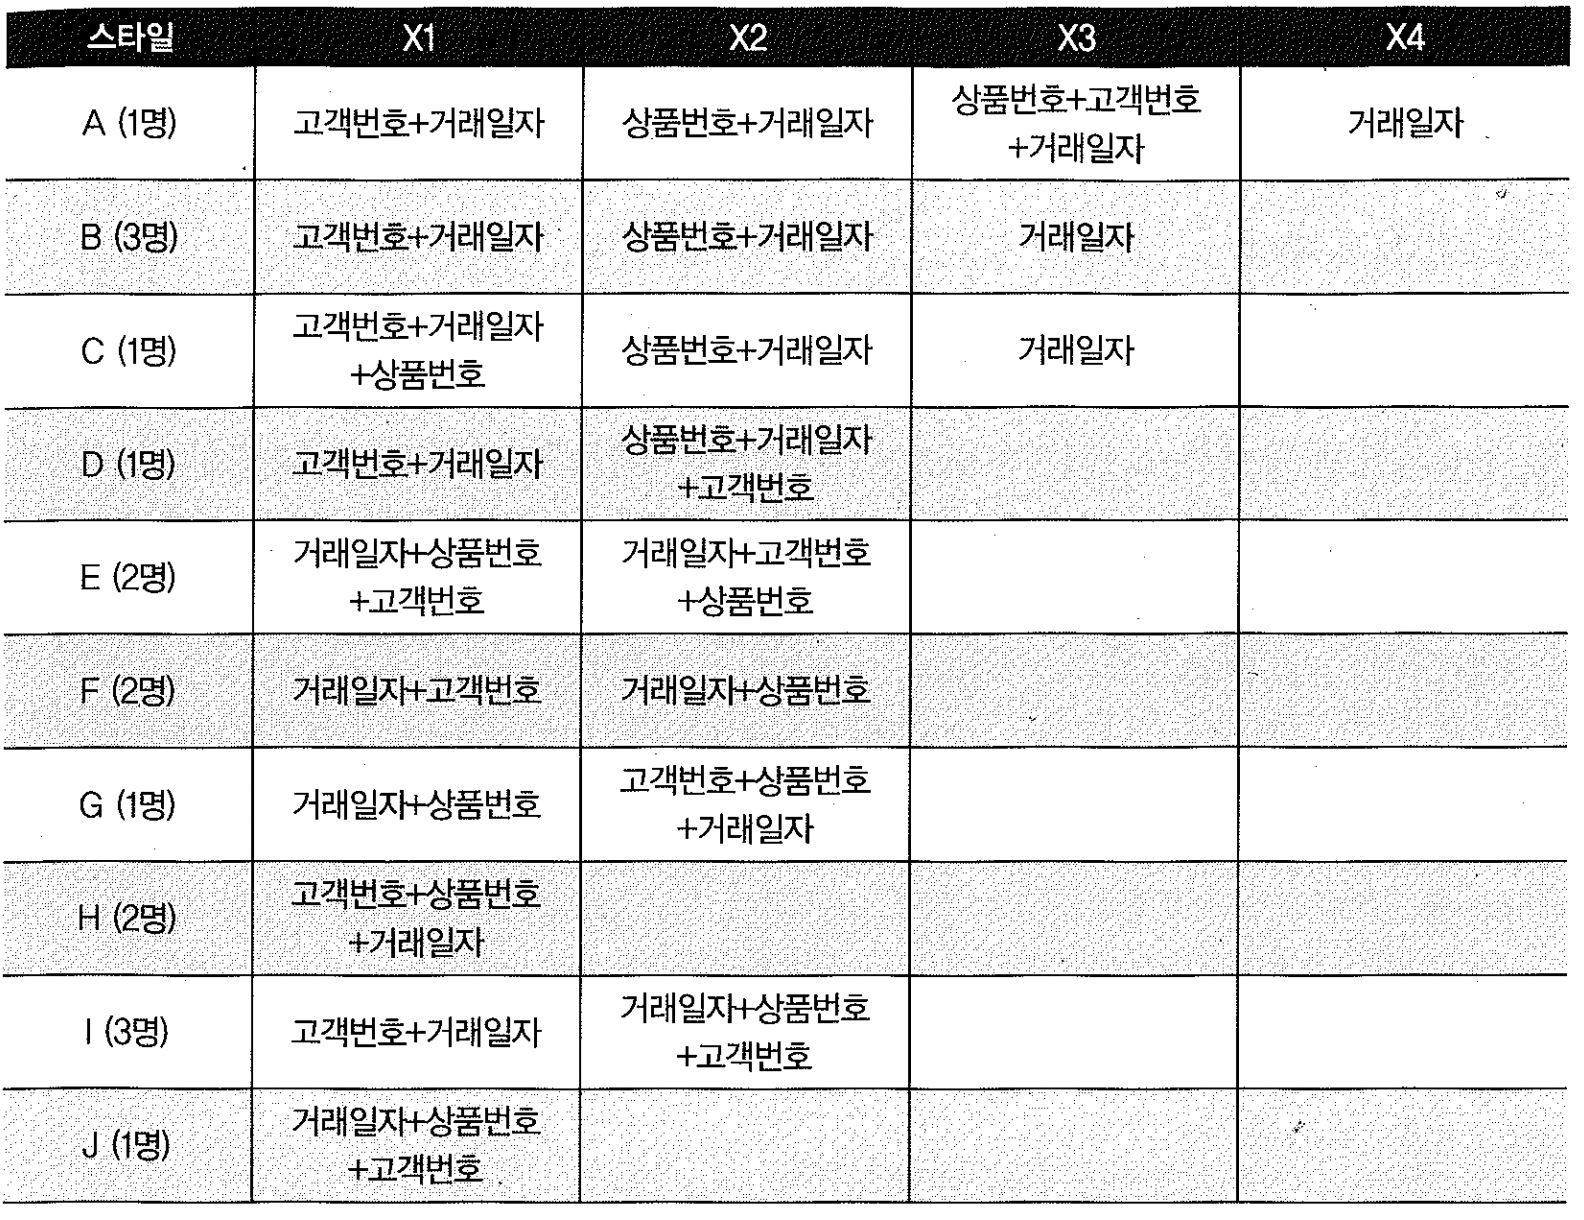 스타일 X1 X2 X3 X4
A (1명) 고객번호+거래일자 상품번호+거래일자 상품번호+고객번호
+거래일자 거래일자
B (3명) 고객번호+거래일자 상품번호+거래일자 거래일자
C (1명) 고객번호+거래일자
+상품번호 상품번호+거래일자 거래일자
D (1명) 고객번호+거래일자 상품번호+거래일자
+고객번호
E (2명) 거래일자+상품번호
+고객번호 거래일자+고객번호
+상품번호
F (2명) 거래일자+고객번호 거래일자+상품번호
G (1명) 거래일자+상품번호 고객번호+상품번호
+거래일자
H (2명) 고객번호+상품번호
+거래일자
I (3명) 고객번호+거래일자 거래일자+상품번호
+고객번호
J (1명) 거래일자+상품번호
+고객번호